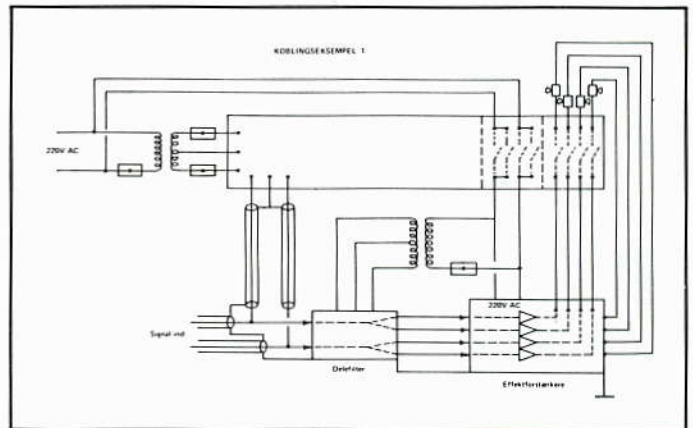 KOBLINGSEKSEMPEL 1
220V AC
220V AC
Signal ind
Delefilter
Effektforstærkere